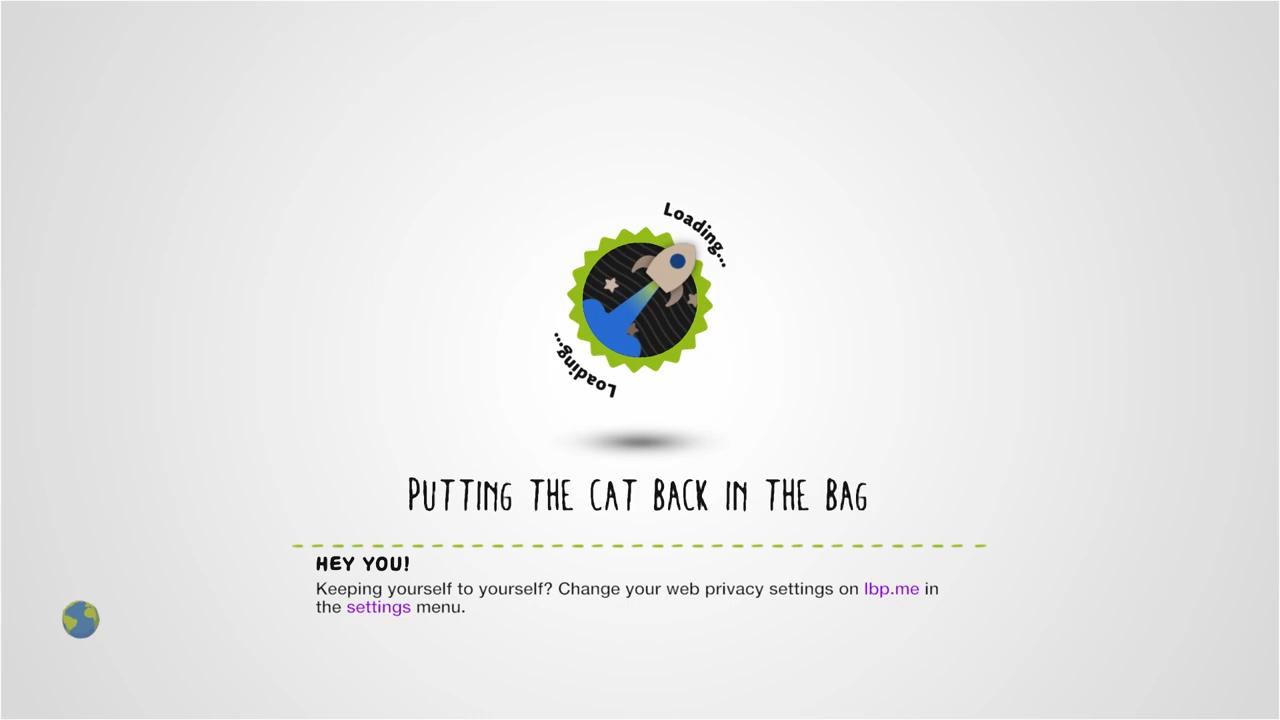 Loading...
Loading...
PUTTING THE CAT BACK IN THE BAG
HEY YOU!
Keeping yourself to yourself? Change your web privacy settings on lbp.me in
the settings menu.